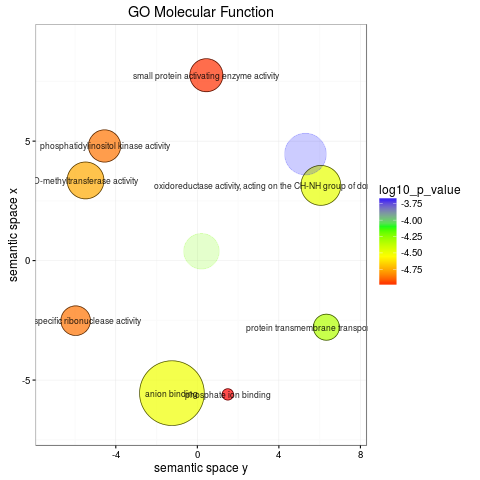 GO Molecular Function
small protein activating enzyme activity
phosphatidylinositol kinase activity
O-methyltransferase activity
oxidoreductase activity, acting on the CH-NH group of do
specific ribonuclease activity
protein transmembrane transpo
anion binding
phosphate ion binding
5
0
-5
-4
0
4
8
semantic space x
semantic space y
log10_p_value
-3.75
-4.00
-4.25
-4.50
-4.75